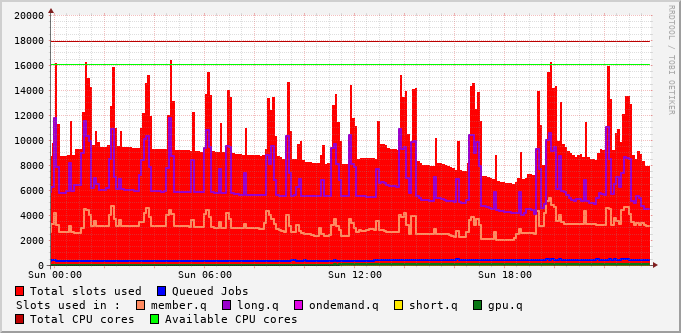 20000
18000
16000
14000
12000
10000
8000
6000
4000
2000
0
Sun 00:00 Sun 06:00 Sun 12:00 Sun 18:00
RRDTOOL / TOBI OETIKER
Total slots used Queued Jobs
Slots used in : member.q long.q ondemand.q short.q gpu.q
Total CPU cores Available CPU cores